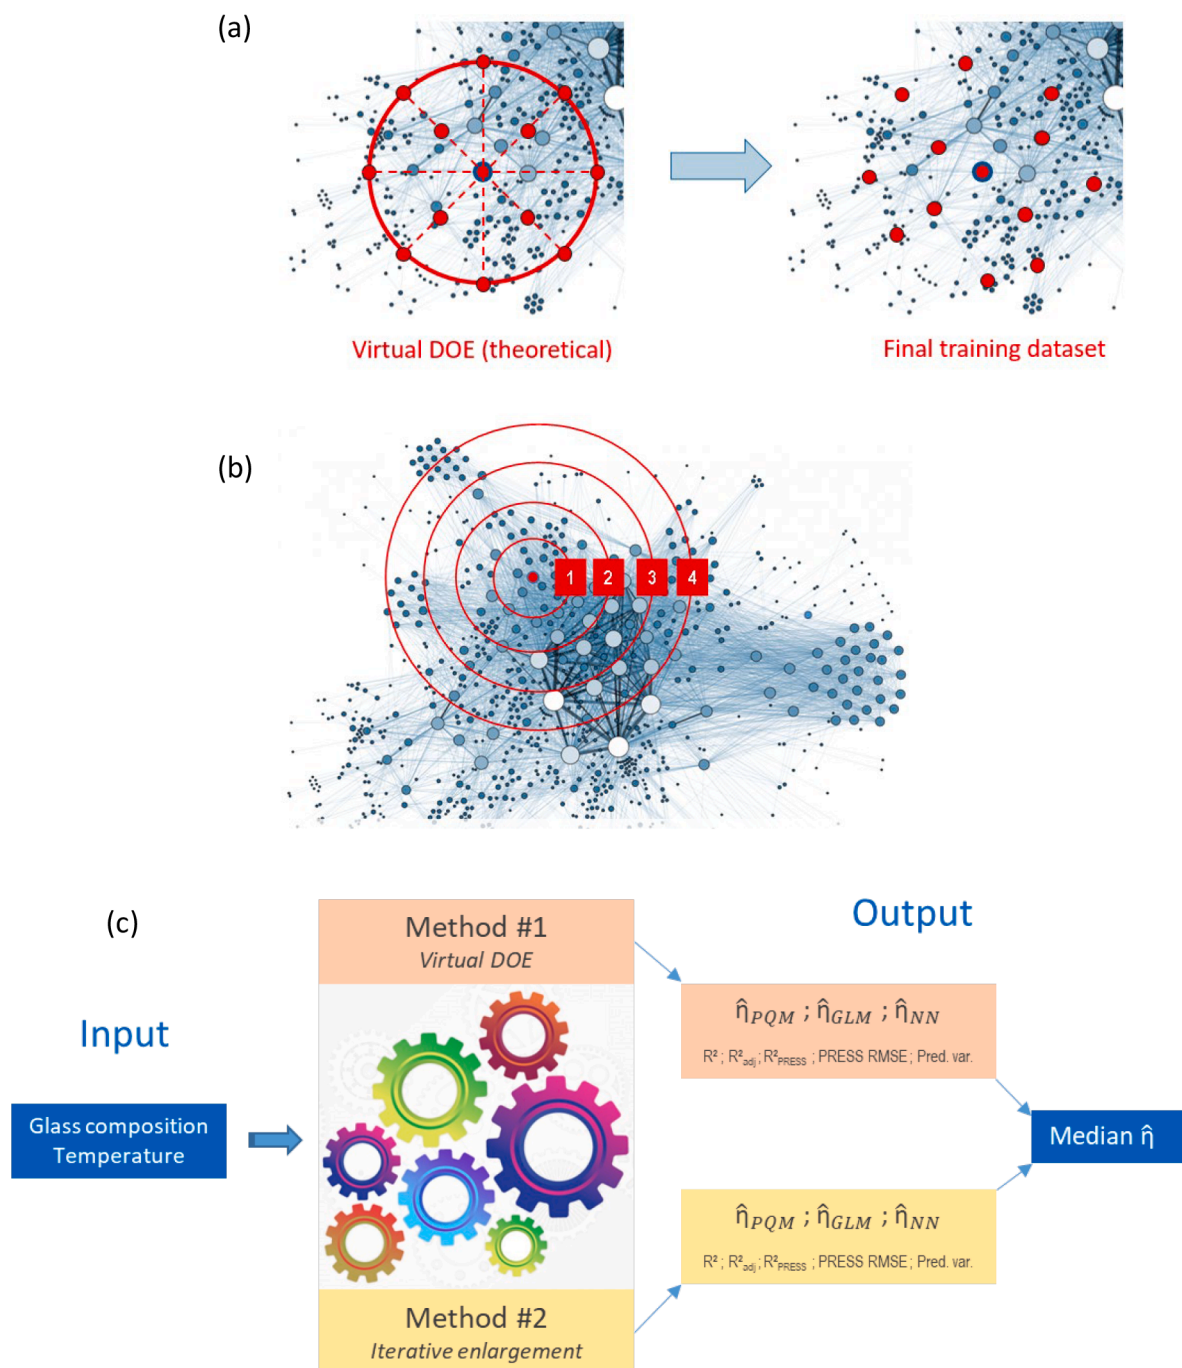 (a)
Virtual DOE (theoretical)
Final training dataset
(b)
1 2 3 4
(c)
Input
Glass composition
Temperature
Method #1
Virtual DOE
Method #2
Iterative enlargement
Output
η̂PQM ; η̂GLM ; η̂NN
R² ; R²adj ; R²PRESS ; PRESS RMSE ; Pred. var.
η̂PQM ; η̂GLM ; η̂NN
R² ; R²adj ; R²PRESS ; PRESS RMSE ; Pred. var.
Median η̂